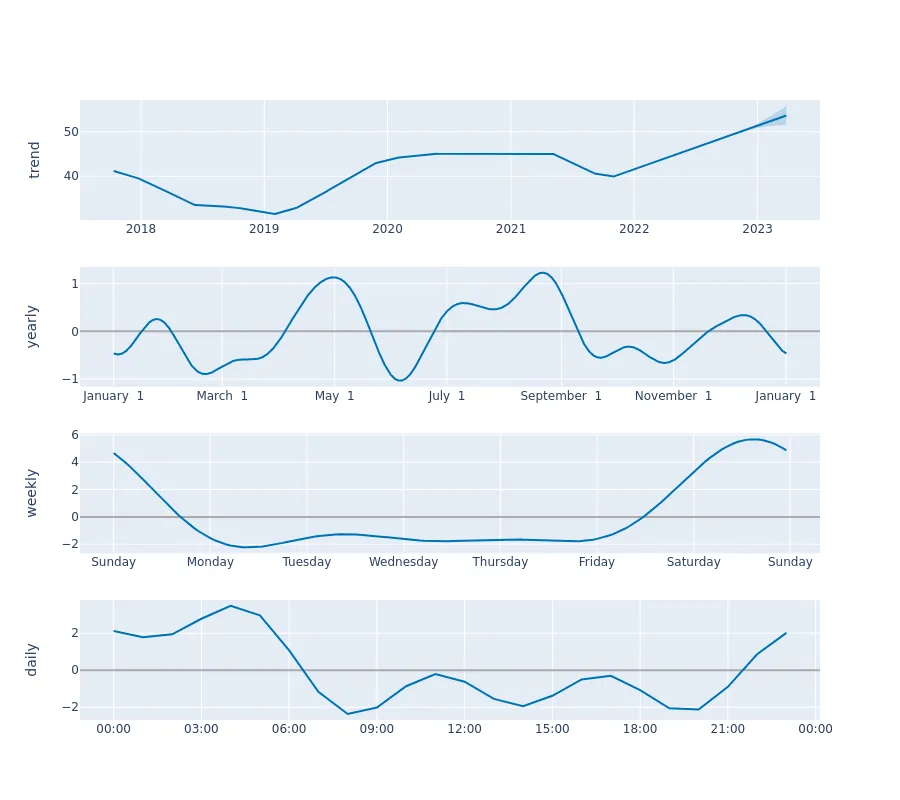 trend
50
40
2018 2019 2020 2021 2022 2023
yearly
1
0
−1
January 1 March 1 May 1 July 1 September 1 November 1 January 1
weekly
6
4
2
0
−2
Sunday Monday Tuesday Wednesday Thursday Friday Saturday Sunday
daily
2
0
−2
00:00 03:00 06:00 09:00 12:00 15:00 18:00 21:00 00:00